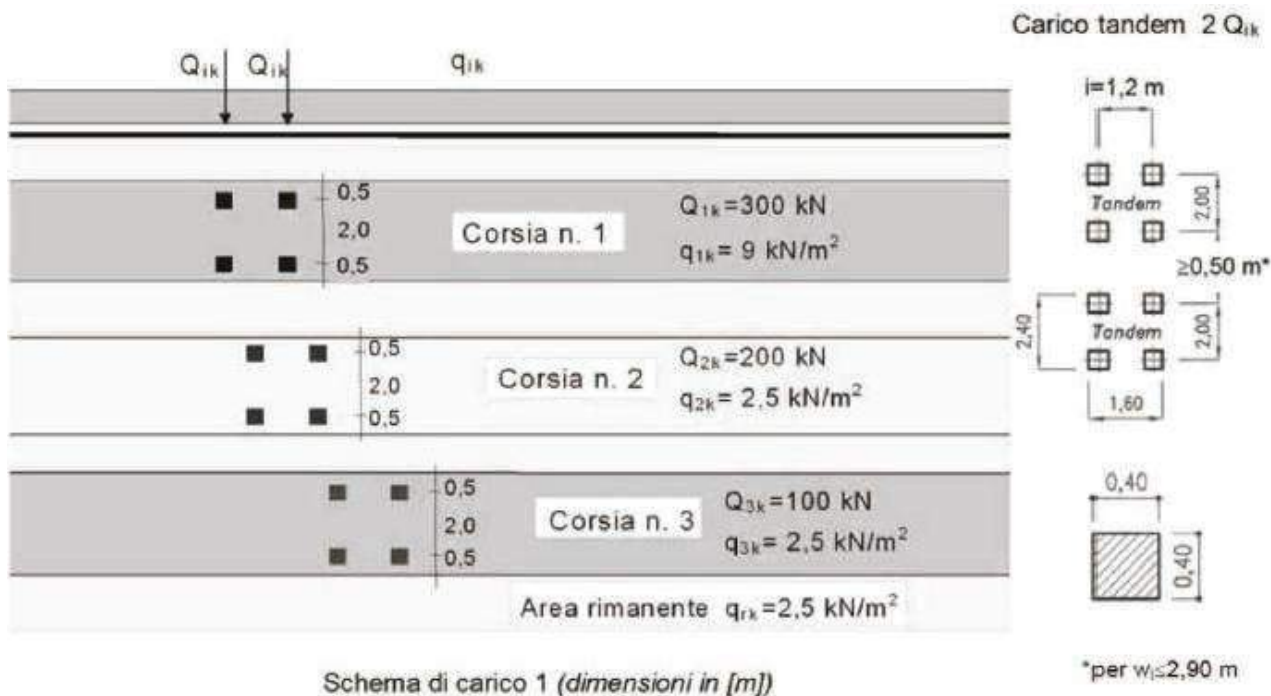 Carico tandem 2 Qik
Qik Qik qik
i=1,2 m
0,5
2,0
0,5
Corsia n. 1
Q1k=300 kN
q1k= 9 kN/m²
Tandem
2,00
≥0,50 m*
0,5
2,0
0,5
Corsia n. 2
Q2k=200 kN
q2k= 2,5 kN/m²
2,40
Tandem
2,00
1,60
0,5
2,0
0,5
Corsia n. 3
Q3k=100 kN
q3k= 2,5 kN/m²
0,40
0,40
Area rimanente qrk=2,5 kN/m²
Schema di carico 1 (dimensioni in [m])
*per wl≤2,90 m